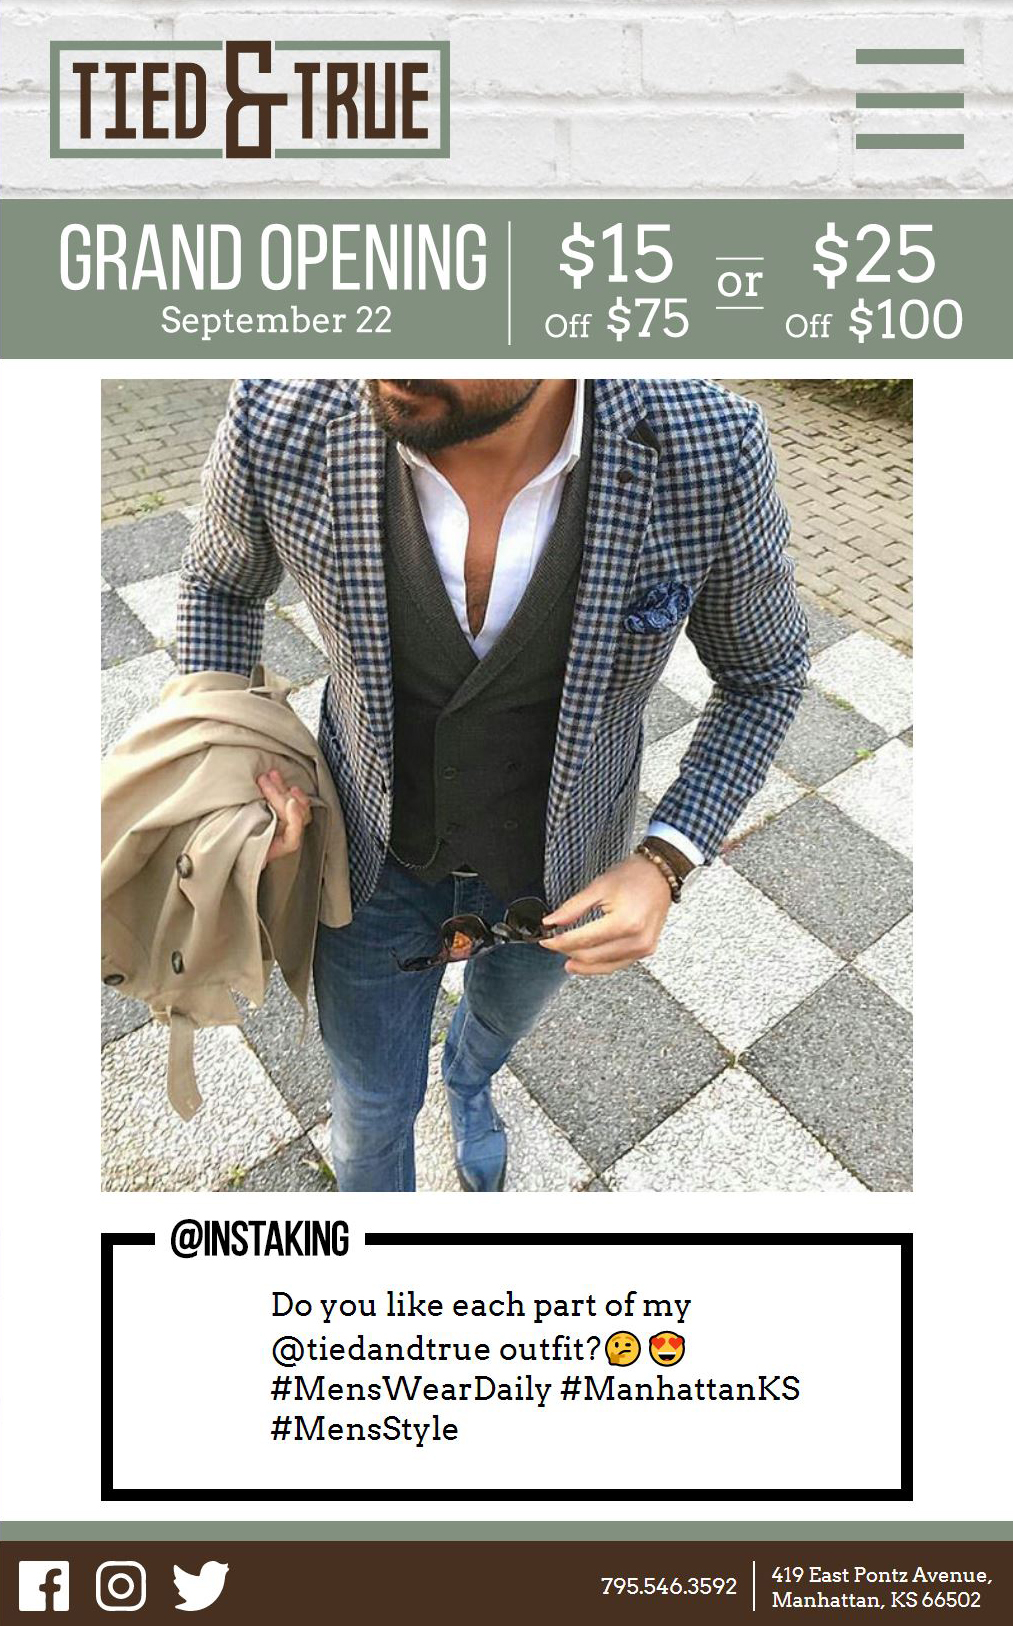 TIED & TRUE
GRAND OPENING
September 22
$15
Off $75
or
$25
Off $100
@INSTAKING
Do you like each part of my
@tiedandtrue outfit?🤔😍
#MensWearDaily #ManhattanKS
#MensStyle
795.546.3592
419 East Pontz Avenue,
Manhattan, KS 66502